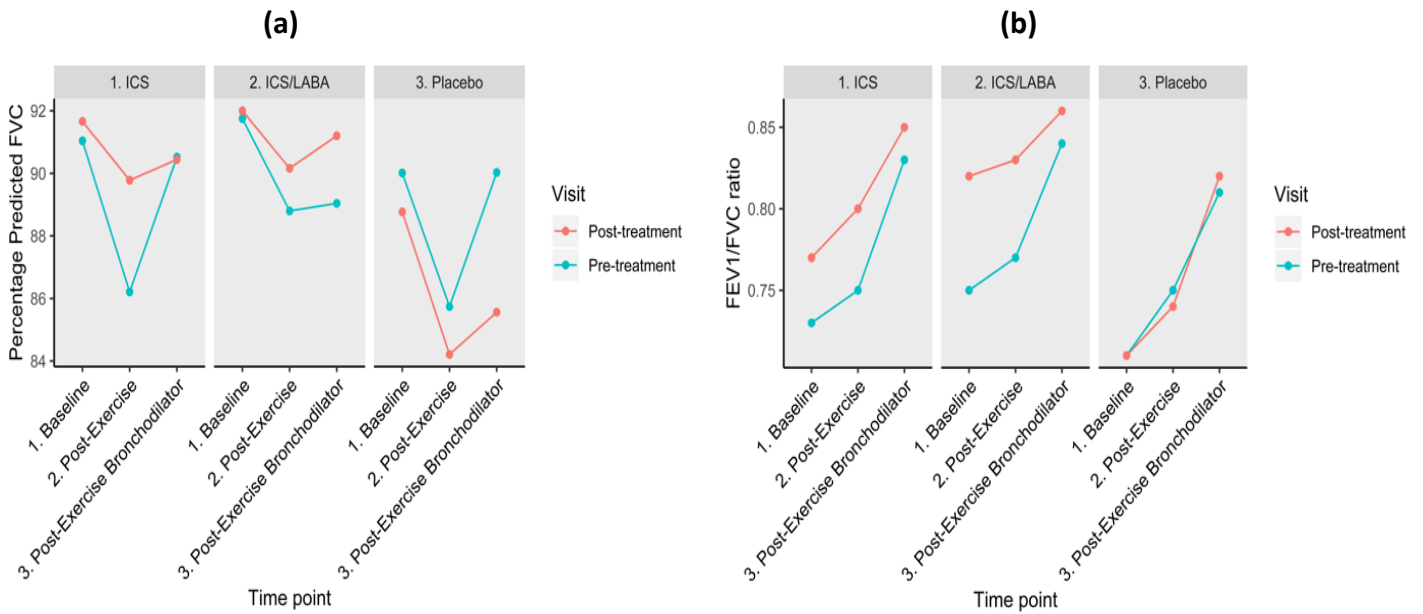 (a)
1. ICS
2. ICS/LABA
3. Placebo
Percentage Predicted FVC
92
90
88
86
84
1. Baseline
2. Post-Exercise
3. Post-Exercise Bronchodilator
1. Baseline
2. Post-Exercise
3. Post-Exercise Bronchodilator
1. Baseline
2. Post-Exercise
3. Post-Exercise Bronchodilator
Time point
Visit
Post-treatment
Pre-treatment
(b)
1. ICS
2. ICS/LABA
3. Placebo
FEV1/FVC ratio
0.85
0.80
0.75
1. Baseline
2. Post-Exercise
3. Post-Exercise Bronchodilator
1. Baseline
2. Post-Exercise
3. Post-Exercise Bronchodilator
1. Baseline
2. Post-Exercise
3. Post-Exercise Bronchodilator
Time point
Visit
Post-treatment
Pre-treatment